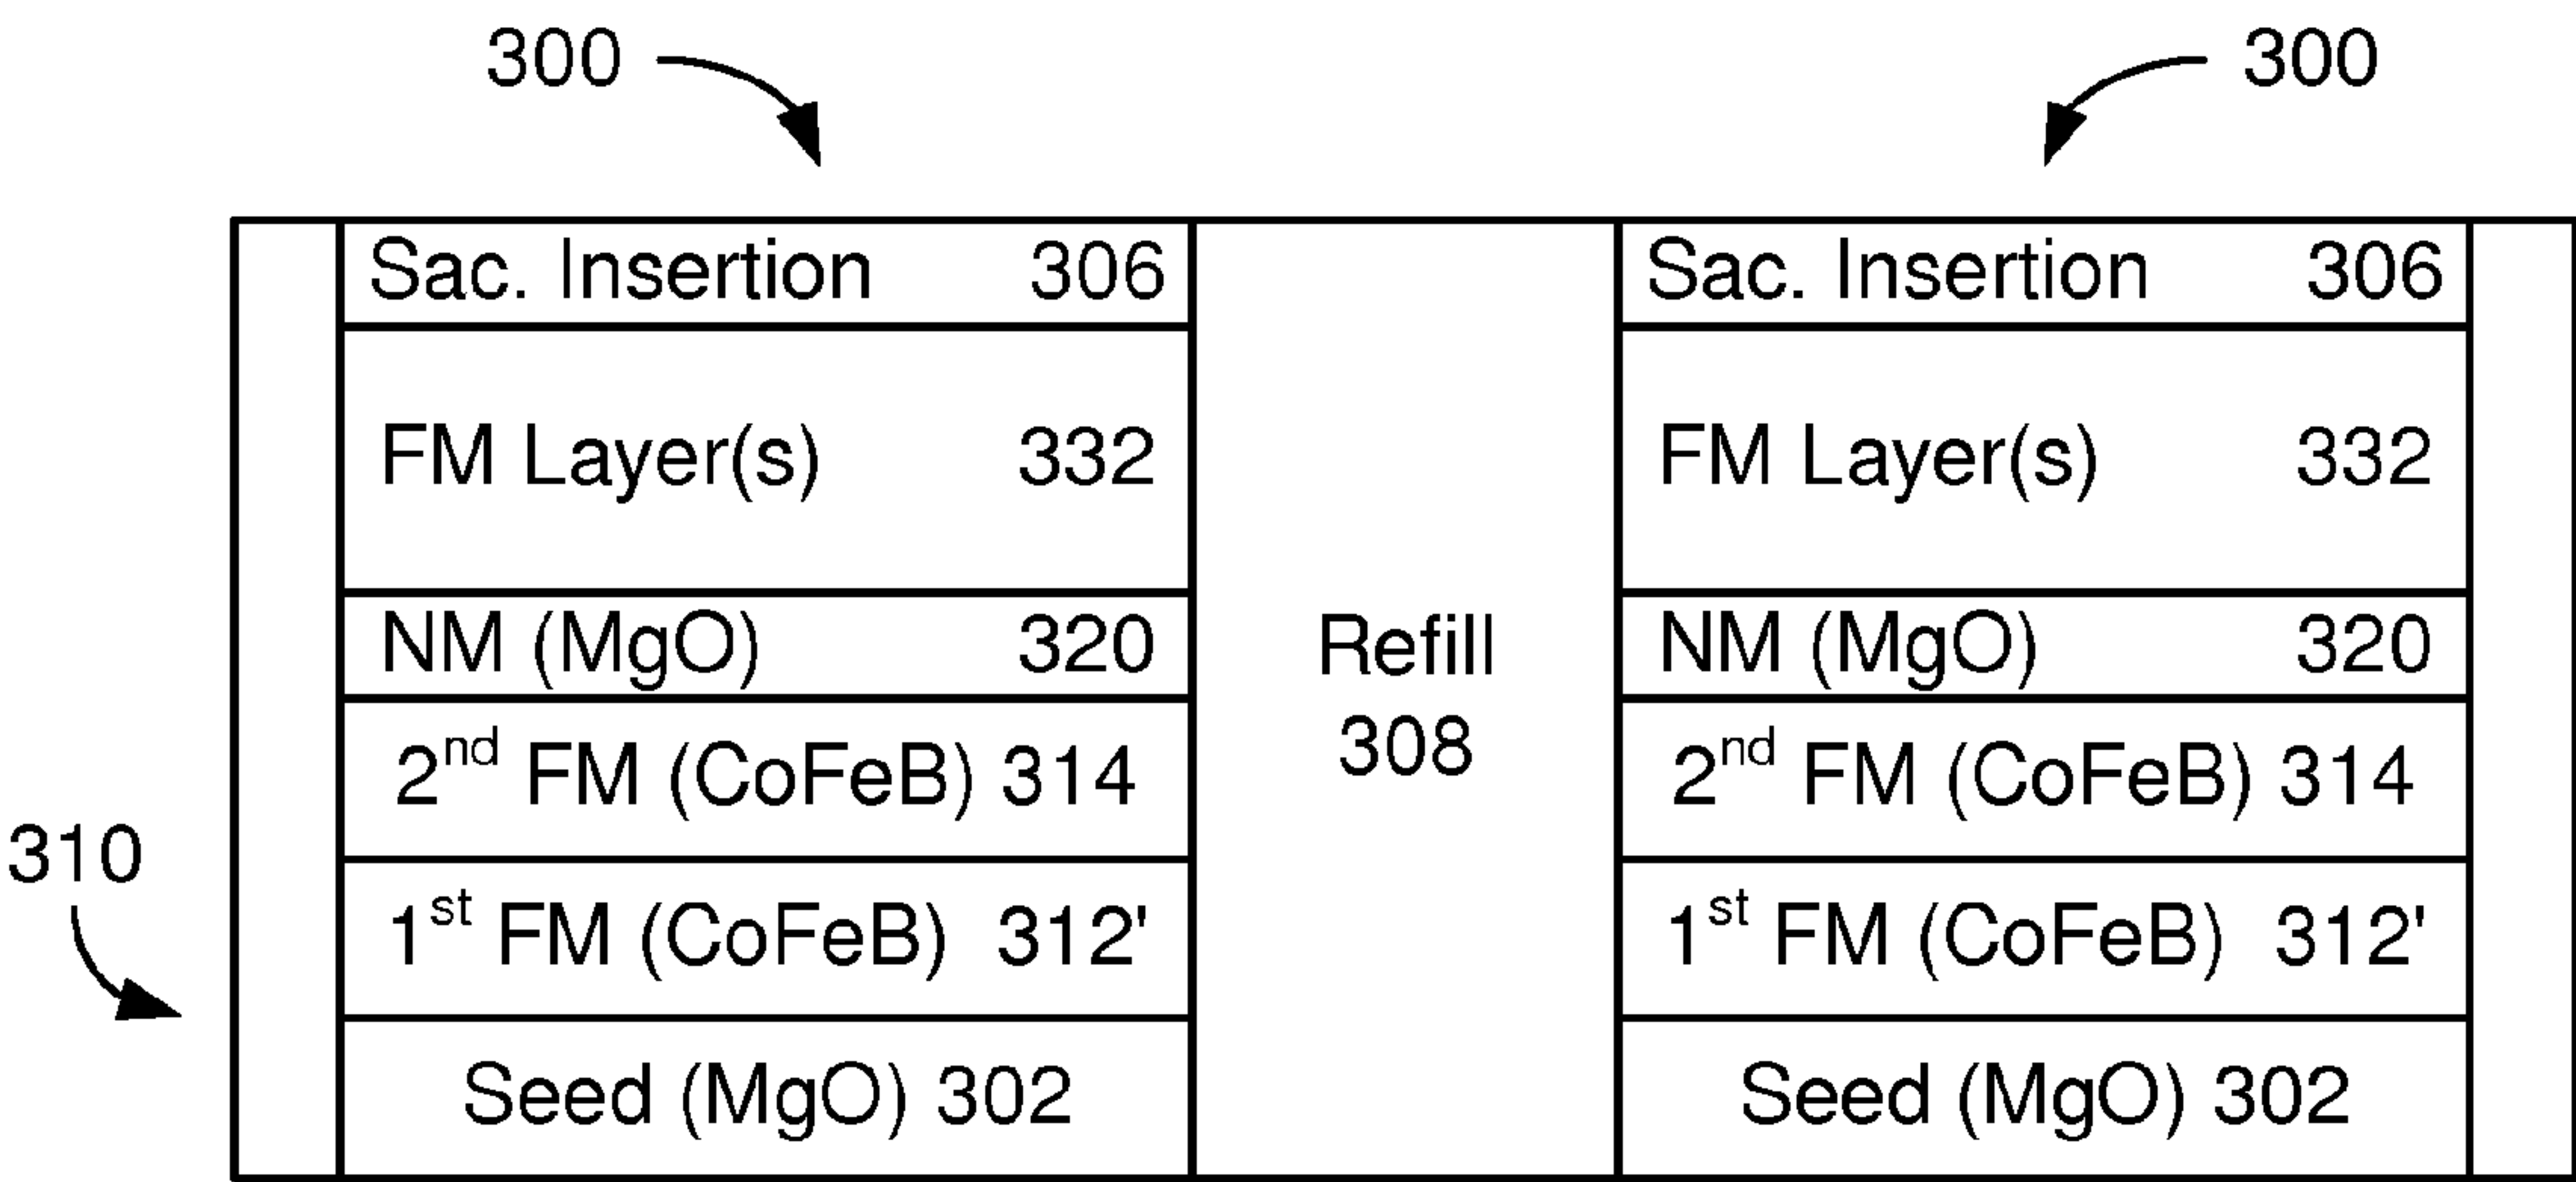 300
300
Sac. Insertion 306
FM Layer(s) 332
NM (MgO) 320
2nd FM (CoFeB) 314
1st FM (CoFeB) 312'
Seed (MgO) 302
310
Refill
308
Sac. Insertion 306
FM Layer(s) 332
NM (MgO) 320
2nd FM (CoFeB) 314
1st FM (CoFeB) 312'
Seed (MgO) 302